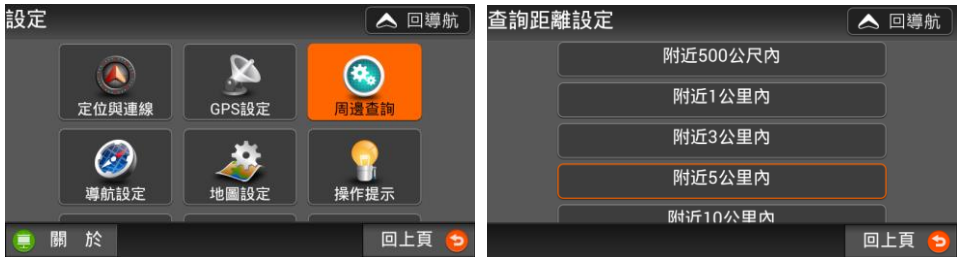 設定
回導航
定位與連線
GPS設定
周邊查詢
導航設定
地圖設定
操作提示
關 於
回上頁
查詢距離設定
回導航
附近500公尺內
附近1公里內
附近3公里內
附近5公里內
附近10公里內
回上頁